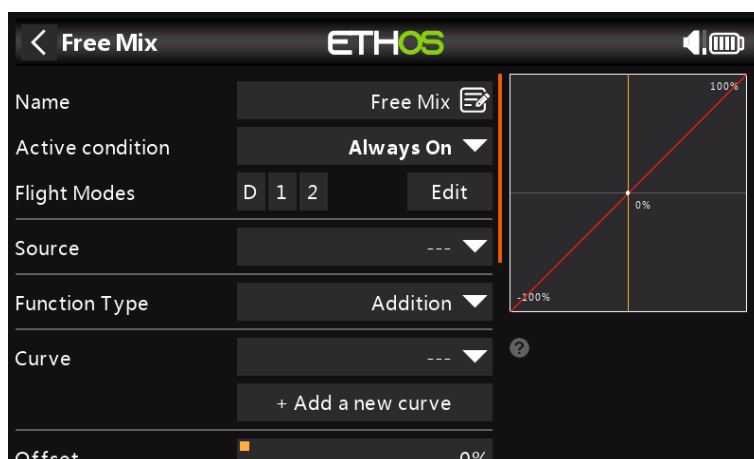 Free Mix
ETHOS
Name
Free Mix
Active condition
Always On
Flight Modes
D 1 2
Edit
Source
---
Function Type
Addition
Curve
---
+ Add a new curve
Offset
0%
100%
0%
-100%
?